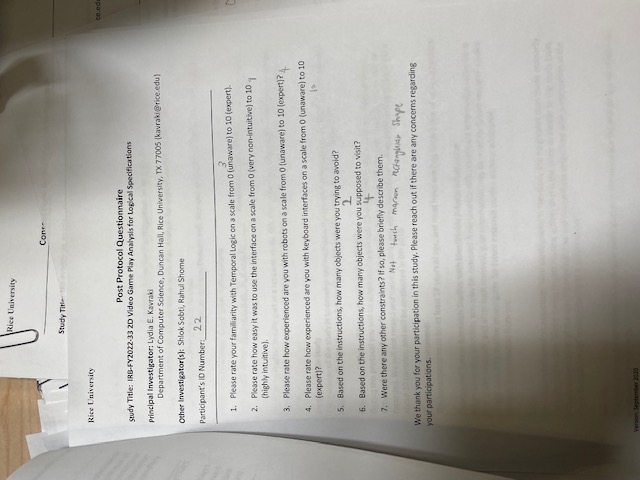 Rice University
Study Title
Rice University
Post Protocol Questionnaire
Study Title: IRB-FY2022-33 2D Video Game Play Analysis for Logical Specifications
Principal Investigator: Lydia E. Kavraki
Department of Computer Science, Duncan Hall, Rice University, TX 77005 (kavraki@rice.edu)
Other Investigator(s): Shlok Sobti, Rahul Shome
Participant's ID Number: 22
3
1. Please rate your familiarity with Temporal Logic on a scale from 0 (unaware) to 10 (expert).
2. Please rate how easy it was to use the interface on a scale from 0 (very non-intuitive) to 10
(highly intuitive).
3. Please rate how experienced are you with robots on a scale from 0 (unaware) to 10 (expert)? 4
4. Please rate how experienced are you with keyboard interfaces on a scale from 0 (unaware) to 10
(expert)?
10
5. Based on the instructions, how many objects were you trying to avoid?
2
6. Based on the instructions, how many objects were you supposed to visit?
4
7. Were there any other constraints? If so, please briefly describe them.
Not touch maroon rectangular shape
We thank you for your participation in this study. Please reach out if there are any concerns regarding
your participations.
Version: September 2020